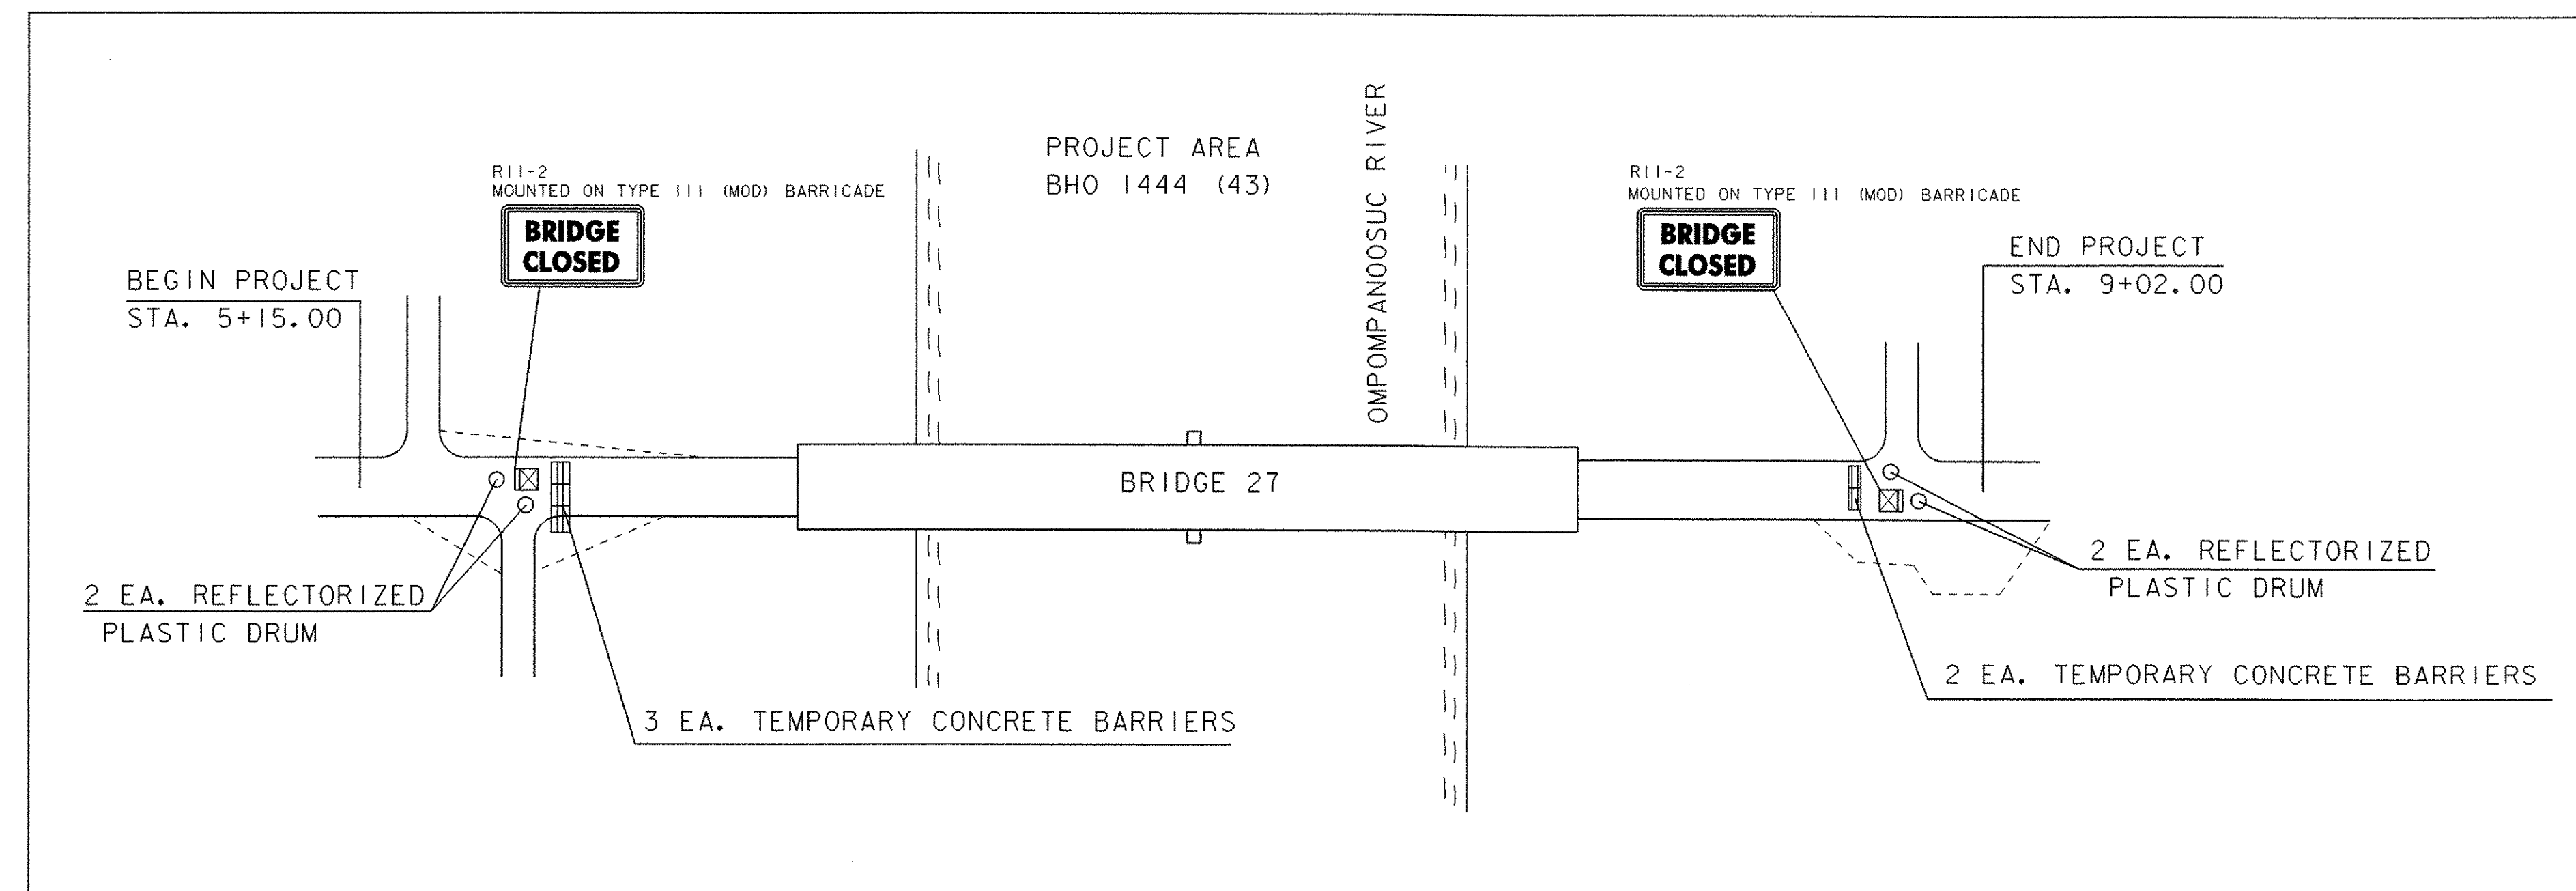 PROJECT AREA
BHO 1444 (43)
OMPOMPANOOSUC RIVER
R11-2
MOUNTED ON TYPE III (MOD) BARRICADE
BRIDGE
CLOSED
R11-2
MOUNTED ON TYPE III (MOD) BARRICADE
BRIDGE
CLOSED
BEGIN PROJECT
STA. 5+15.00
END PROJECT
STA. 9+02.00
BRIDGE 27
2 EA. REFLECTORIZED
PLASTIC DRUM
2 EA. REFLECTORIZED
PLASTIC DRUM
3 EA. TEMPORARY CONCRETE BARRIERS
2 EA. TEMPORARY CONCRETE BARRIERS